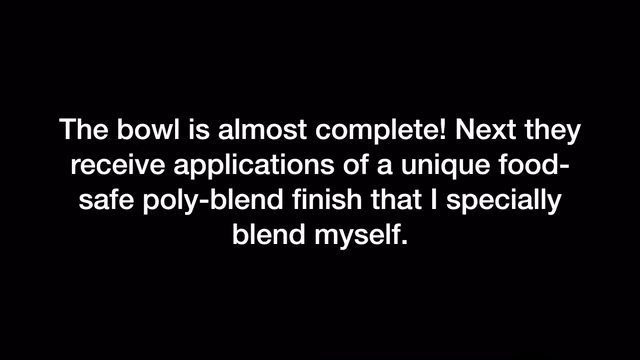 The bowl is almost complete! Next they
receive applications of a unique food-
safe poly-blend finish that I specially
blend myself.